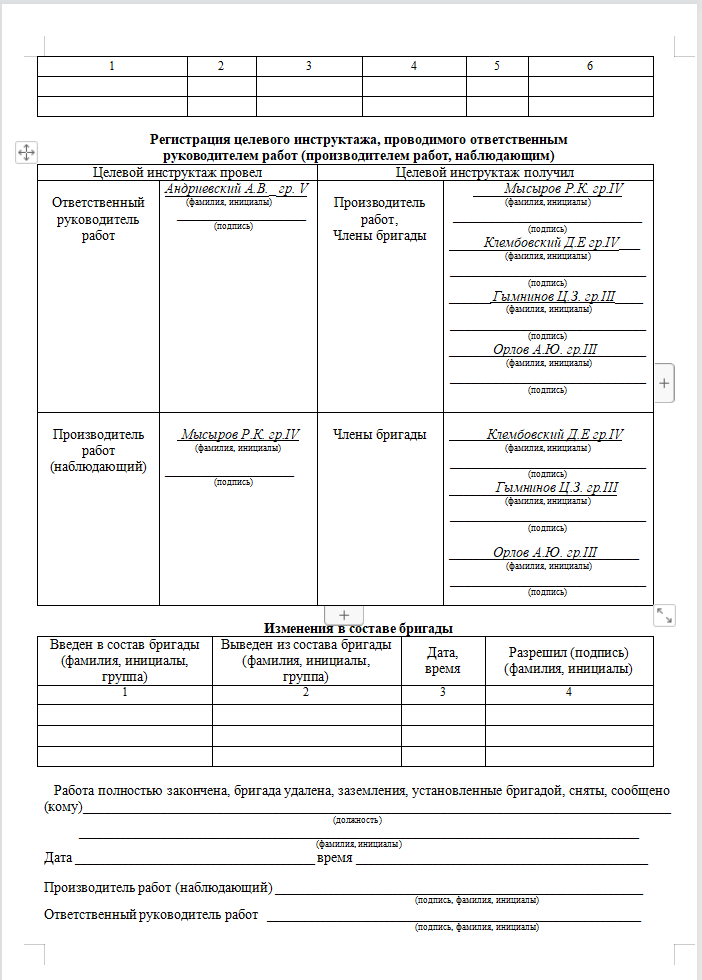 1 2 3 4 5 6
Регистрация целевого инструктажа, проводимого ответственным
руководителем работ (производителем работ, наблюдающим)
Целевой инструктаж провел Целевой инструктаж получил
Ответственный
руководитель
работ
Андриевский А.В._ гр. V
(фамилия, инициалы)
(подпись)
Производитель
работ,
Члены бригады
Мысыров Р.К. гр.IV
(фамилия, инициалы)
(подпись)
Клембовский Д.Е гр.IV
(фамилия, инициалы)
(подпись)
Гымнинов Ц.З. гр.III
(фамилия, инициалы)
(подпись)
Орлов А.Ю. гр.III
(фамилия, инициалы)
(подпись)
Производитель
работ
(наблюдающий)
Мысыров Р.К. гр.IV
(фамилия, инициалы)
(подпись)
Члены бригады
Клембовский Д.Е гр.IV
(фамилия, инициалы)
(подпись)
Гымнинов Ц.З. гр.III
(фамилия, инициалы)
(подпись)
Орлов А.Ю. гр.III
(фамилия, инициалы)
(подпись)
Изменения в составе бригады
Введен в состав бригады
(фамилия, инициалы,
группа)
Выведен из состава бригады
(фамилия, инициалы,
группа)
Дата,
время
Разрешил (подпись)
(фамилия, инициалы)
1 2 3 4
Работа полностью закончена, бригада удалена, заземления, установленные бригадой, сняты, сообщено
(кому)
(должность)
(фамилия, инициалы)
Дата время
Производитель работ (наблюдающий)
(подпись, фамилия, инициалы)
Ответственный руководитель работ
(подпись, фамилия, инициалы)